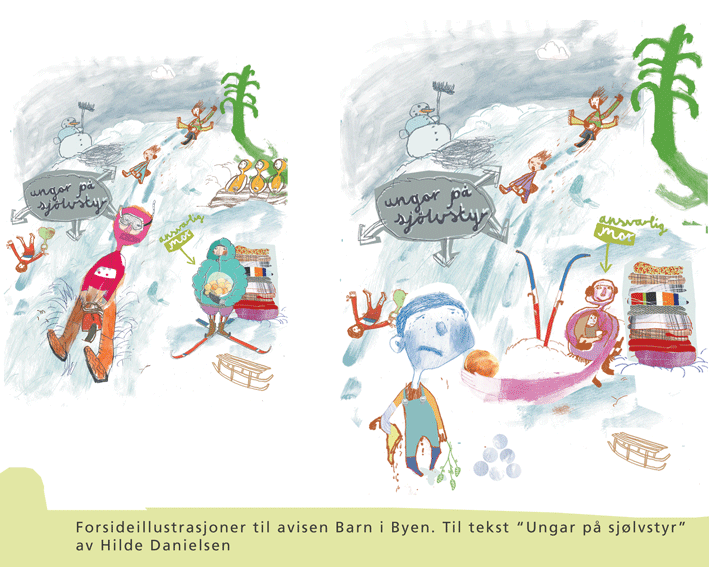 ungar på
sjølvstyr
ansvarlig
mor
ungar på
sjølvstyr
ansvarlig
mor
Forsideillustrasjoner til avisen Barn i Byen. Til tekst “Ungar på sjølvstyr”
av Hilde Danielsen